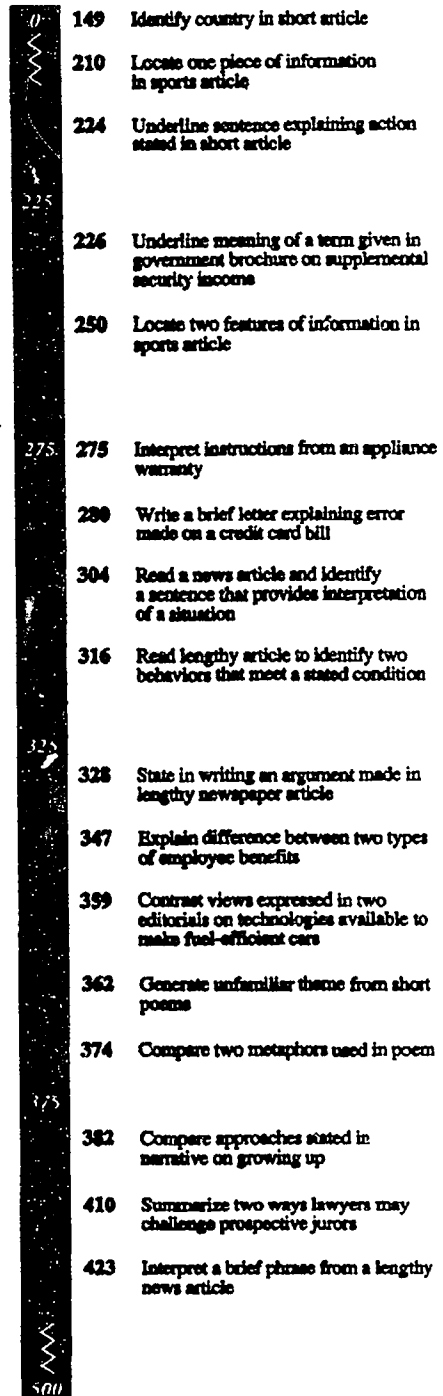 0
149 Identify country in short article
210 Locate one piece of information
in sports article
224 Underline sentence explaining action
stated in short article
225
226 Underline meaning of a term given in
government brochure on supplemental
security income
250 Locate two features of information in
sports article
275 275 Interpret instructions from an appliance
warranty
280 Write a brief letter explaining error
made on a credit card bill
304 Read a news article and identify
a sentence that provides interpretation
of a situation
316 Read lengthy article to identify two
behaviors that meet a stated condition
325
328 State in writing an argument made in
lengthy newspaper article
347 Explain difference between two types
of employee benefits
359 Contrast views expressed in two
editorials on technologies available to
make fuel-efficient cars
362 Generate unfamiliar theme from short
poems
374 Compare two metaphors used in poem
375
382 Compare approaches stated in
narrative on growing up
410 Summarize two ways lawyers may
challenge prospective jurors
423 Interpret a brief phrase from a lengthy
news article
500